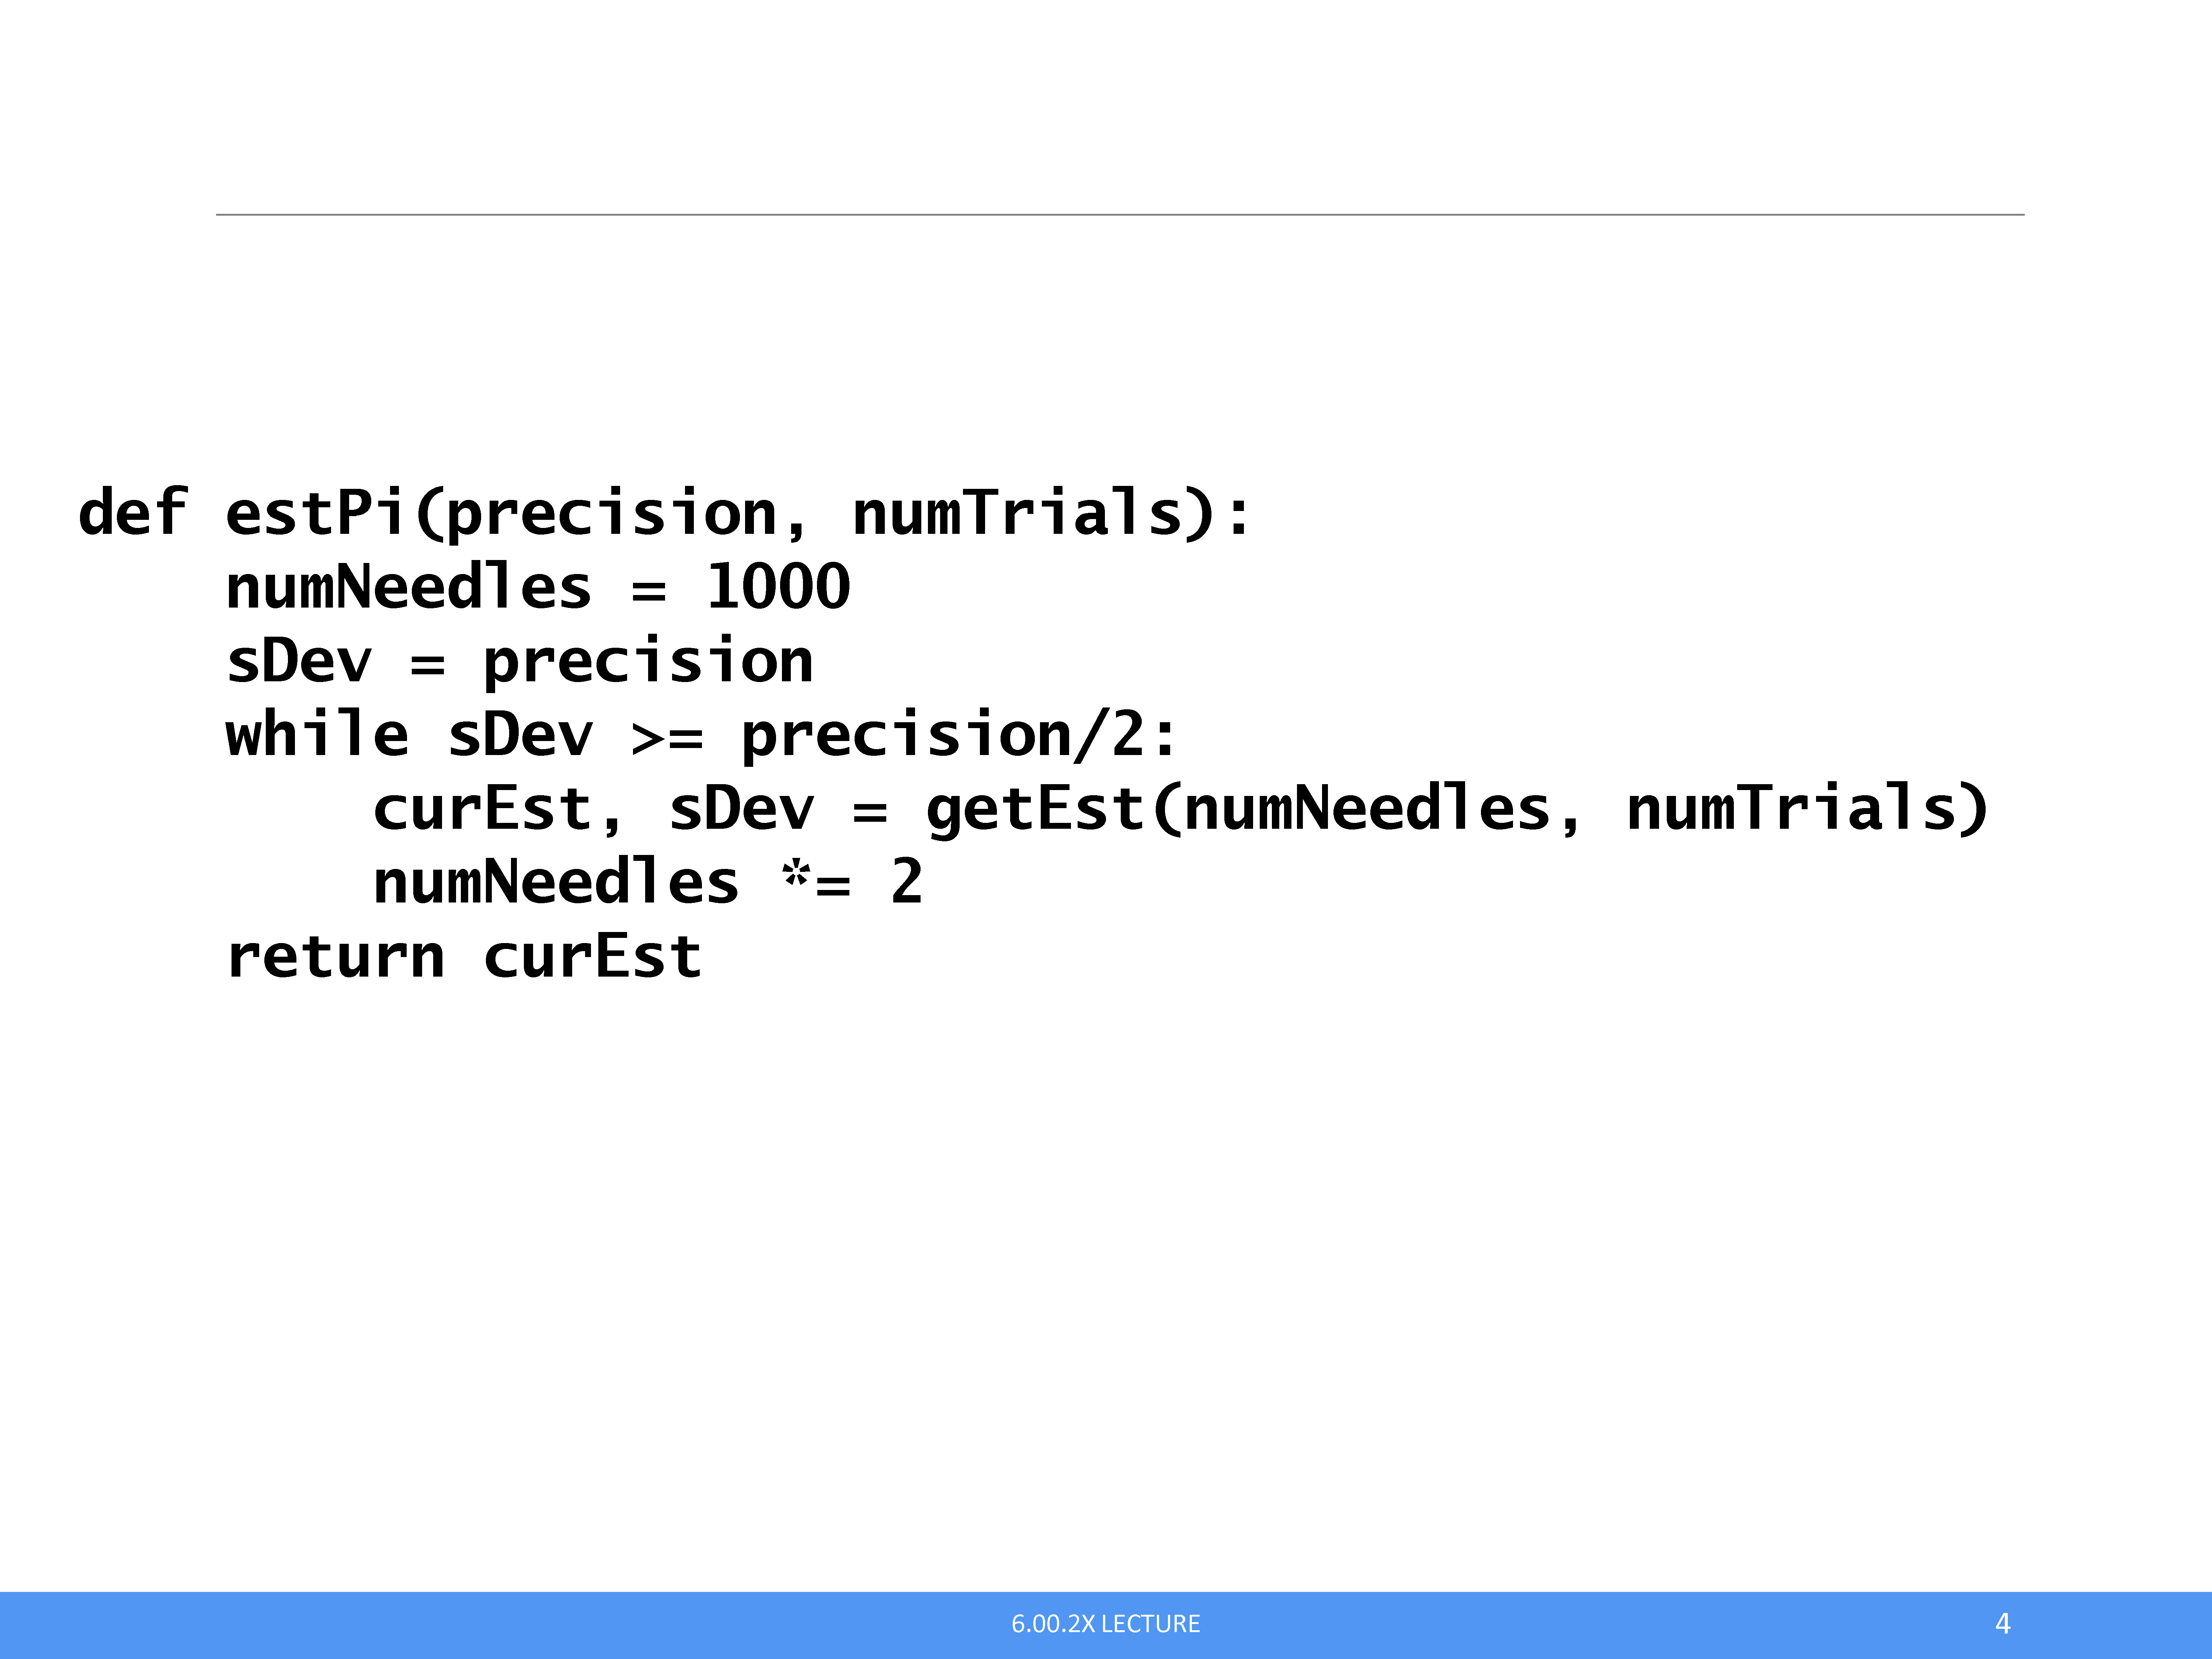 def estPi(precision, numTrials):
    numNeedles = 1000
    sDev = precision
    while sDev >= precision/2:
        curEst, sDev = getEst(numNeedles, numTrials)
        numNeedles *= 2
    return curEst
6.00.2X LECTURE
4